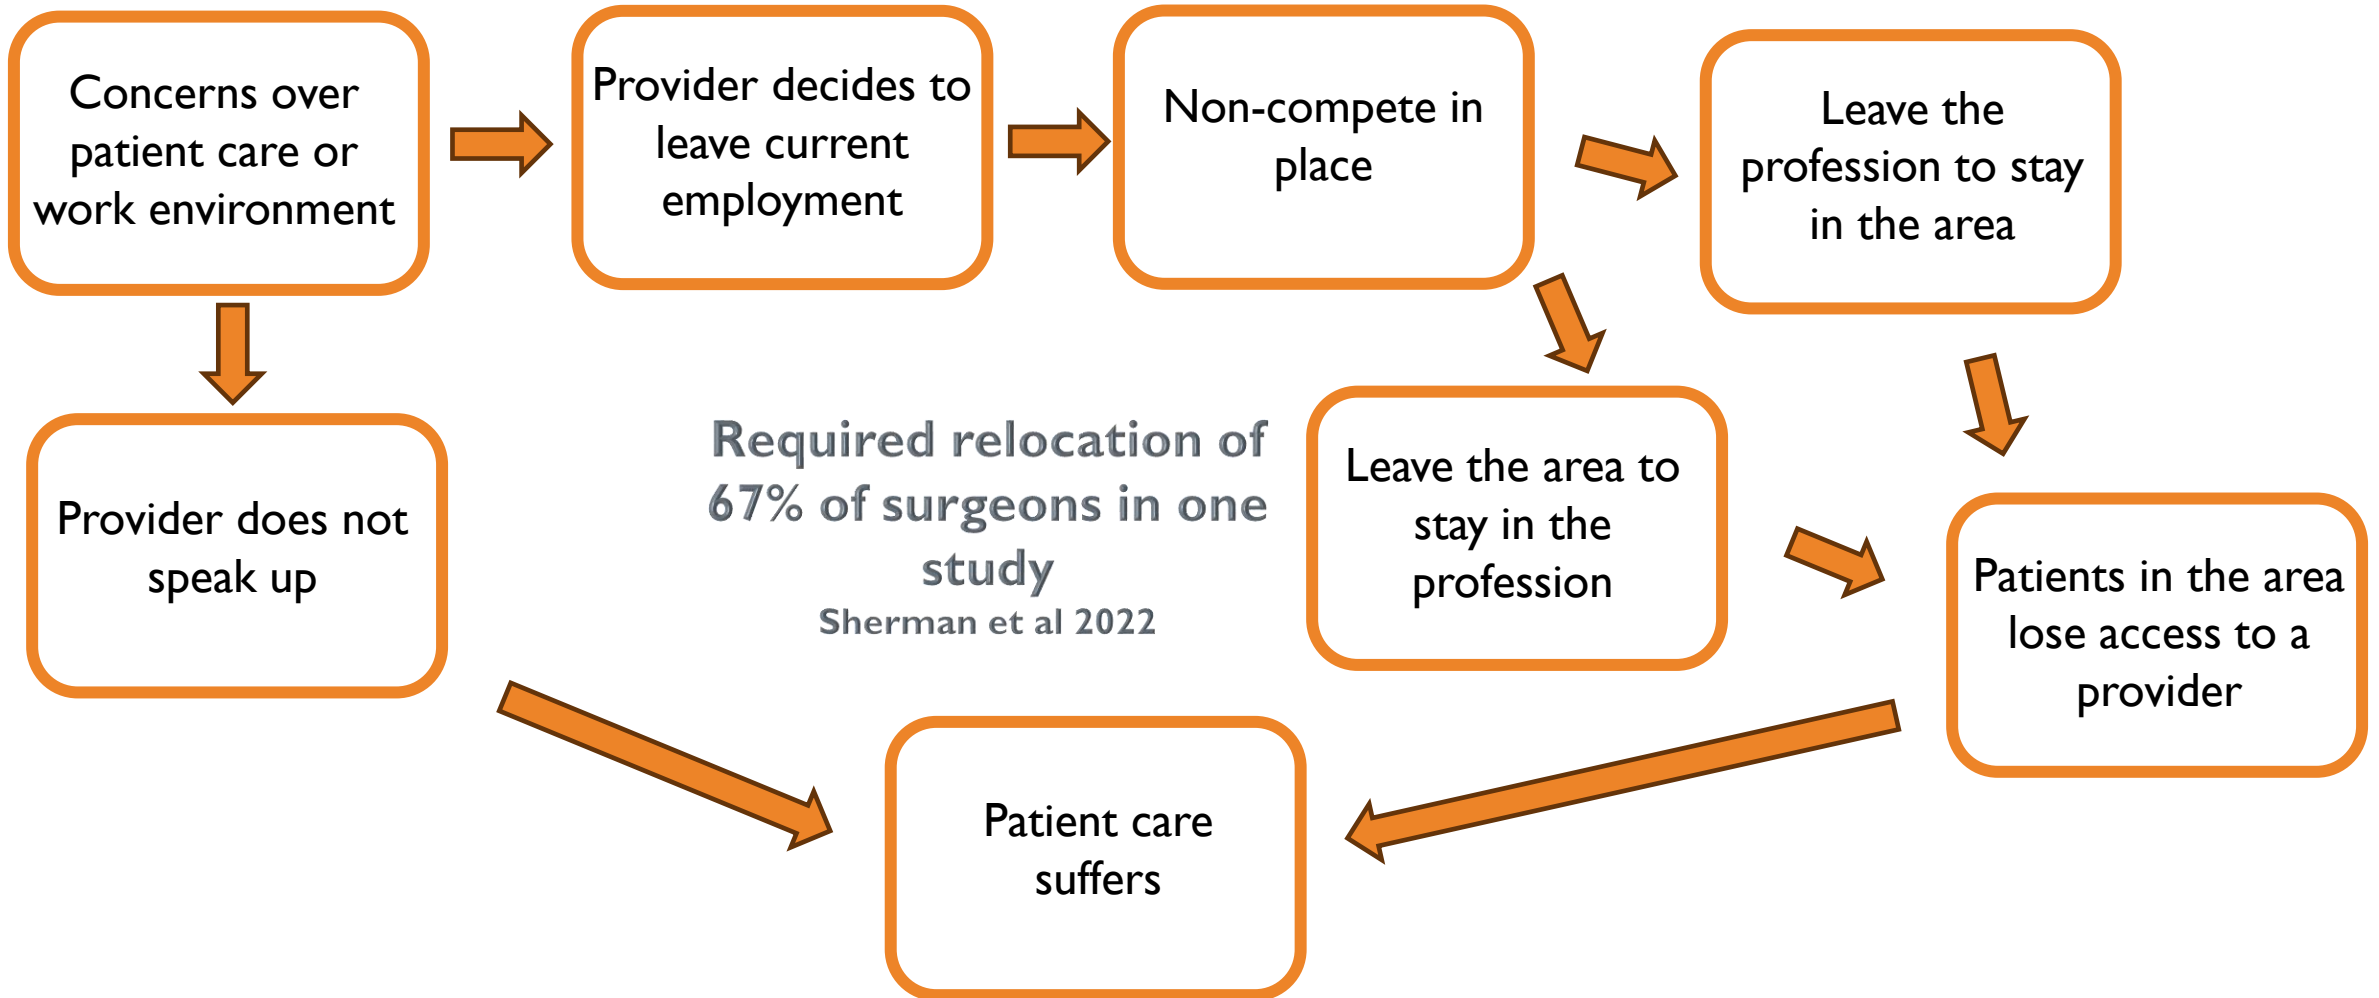 Concerns over
patient care or
work environment
Provider decides to
leave current
employment
Non-compete in
place
Leave the
profession to stay
in the area
Provider does not
speak up
Required relocation of
67% of surgeons in one
study
Sherman et al 2022
Leave the area to
stay in the
profession
Patients in the area
lose access to a
provider
Patient care
suffers